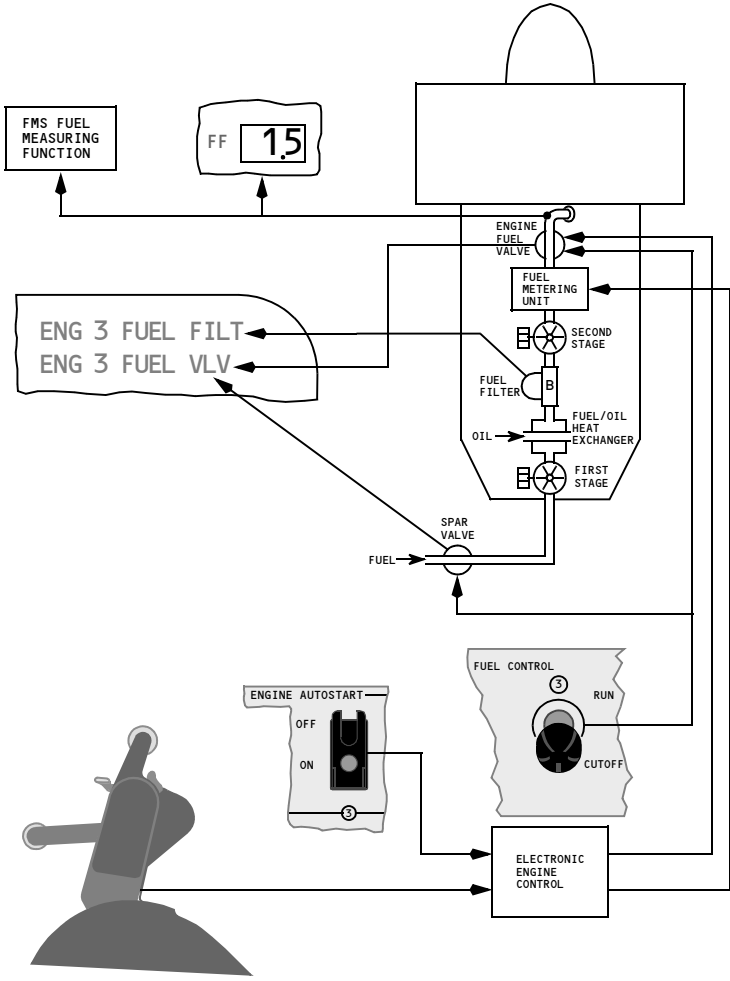 FMS FUEL
MEASURING
FUNCTION
FF 1.5
ENGINE
FUEL
VALVE
FUEL
METERING
UNIT
SECOND
STAGE
ENG 3 FUEL FILT
ENG 3 FUEL VLV
FUEL
FILTER
B
FUEL/OIL
HEAT
EXCHANGER
OIL
FIRST
STAGE
SPAR
VALVE
FUEL
FUEL CONTROL
3
RUN
CUTOFF
ENGINE AUTOSTART
OFF
ON
3
ELECTRONIC
ENGINE
CONTROL